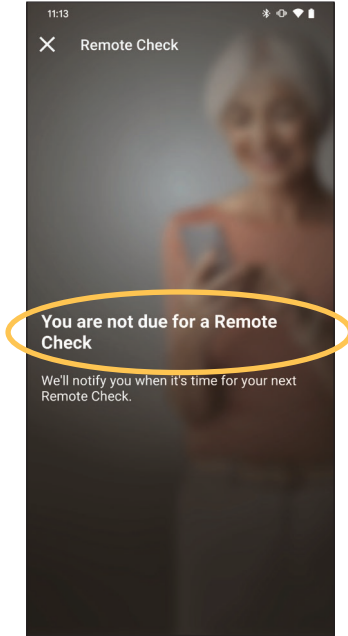 11:13
Remote Check
You are not due for a Remote
Check
We'll notify you when it's time for your next
Remote Check.